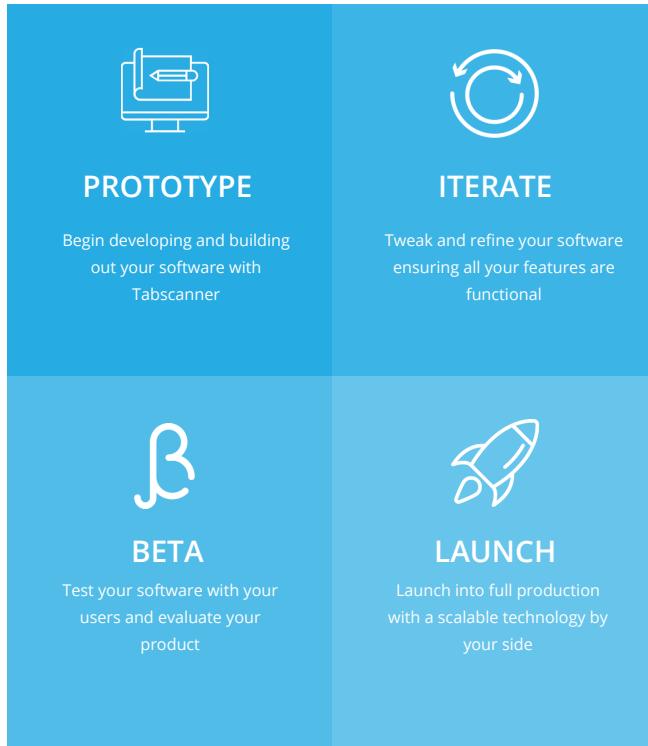 PROTOTYPE
Begin developing and building
out your software with
Tabscanner
ITERATE
Tweak and refine your software
ensuring all your features are
functional
BETA
Test your software with your
users and evaluate your
product
LAUNCH
Launch into full production
with a scalable technology by
your side